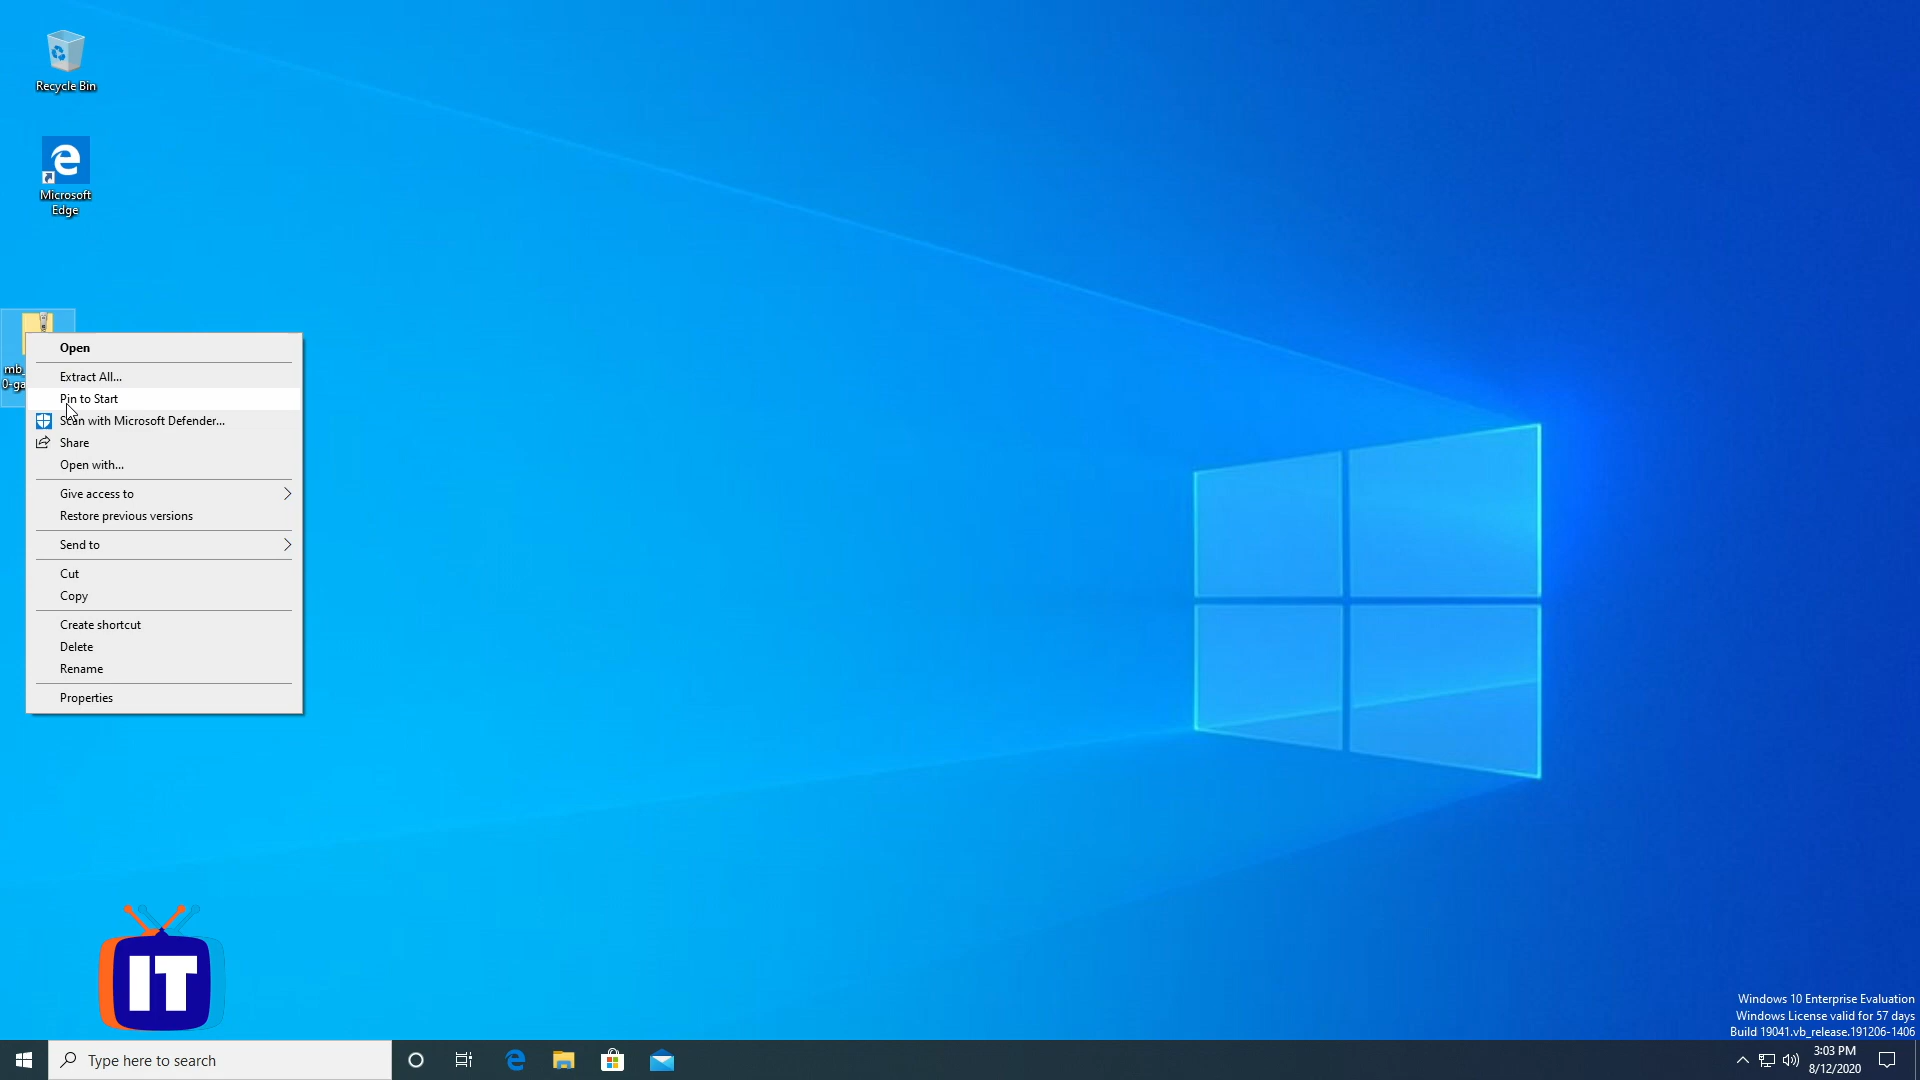 Recycle Bin
Microsoft
Edge
Open
Extract All...
Pin to Start
Scan with Microsoft Defender...
Share
Open with...
Give access to
Restore previous versions
Send to
Cut
Copy
Create shortcut
Delete
Rename
Properties
IT
Windows 10 Enterprise Evaluation
Windows License valid for 57 days
Build 19041.vb_release.191206-1406
Type here to search
3:03 PM
8/12/2020